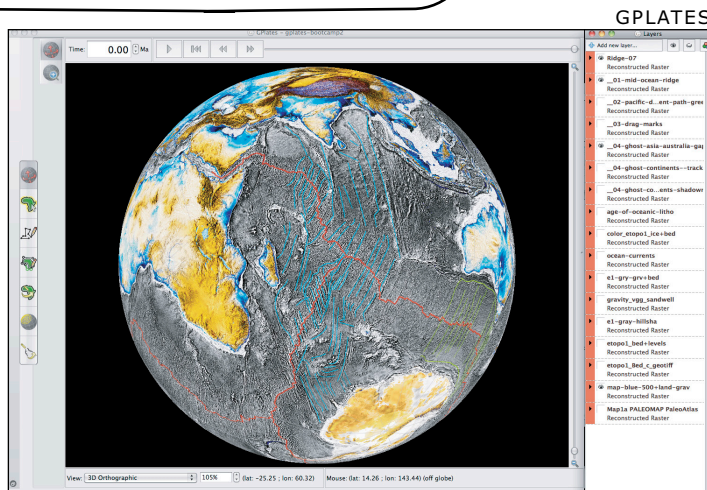 GPLATES
GPlates - gplates-bootcamp2
Time: 0.00 Ma
View: 3D Orthographic 105% (lat: -25.25 ; lon: 60.32) Mouse: (lat: 14.26 ; lon: 143.44) (off globe)
Layers
Add new layer...
Ridge-07
Reconstructed Raster
__01-mid-ocean-ridge
Reconstructed Raster
__02-pacific-d...ent-path-gree
Reconstructed Raster
__03-drag-marks
Reconstructed Raster
__04-ghost-asia-australia-gap
Reconstructed Raster
__04-ghost-continents--track
Reconstructed Raster
__04-ghost-co...ents-shadow
Reconstructed Raster
age-of-oceanic-litho
Reconstructed Raster
color_etopo1_ice+bed
Reconstructed Raster
ocean-currents
Reconstructed Raster
e1-gry-grv+bed
Reconstructed Raster
gravity_vgg_sandwell
Reconstructed Raster
e1-gray-hillsha
Reconstructed Raster
etopo1_bed+levels
Reconstructed Raster
etopo1_Bed_c_geotiff
Reconstructed Raster
map-blue-500+land-grav
Reconstructed Raster
Map1a PALEOMAP PaleoAtlas
Reconstructed Raster